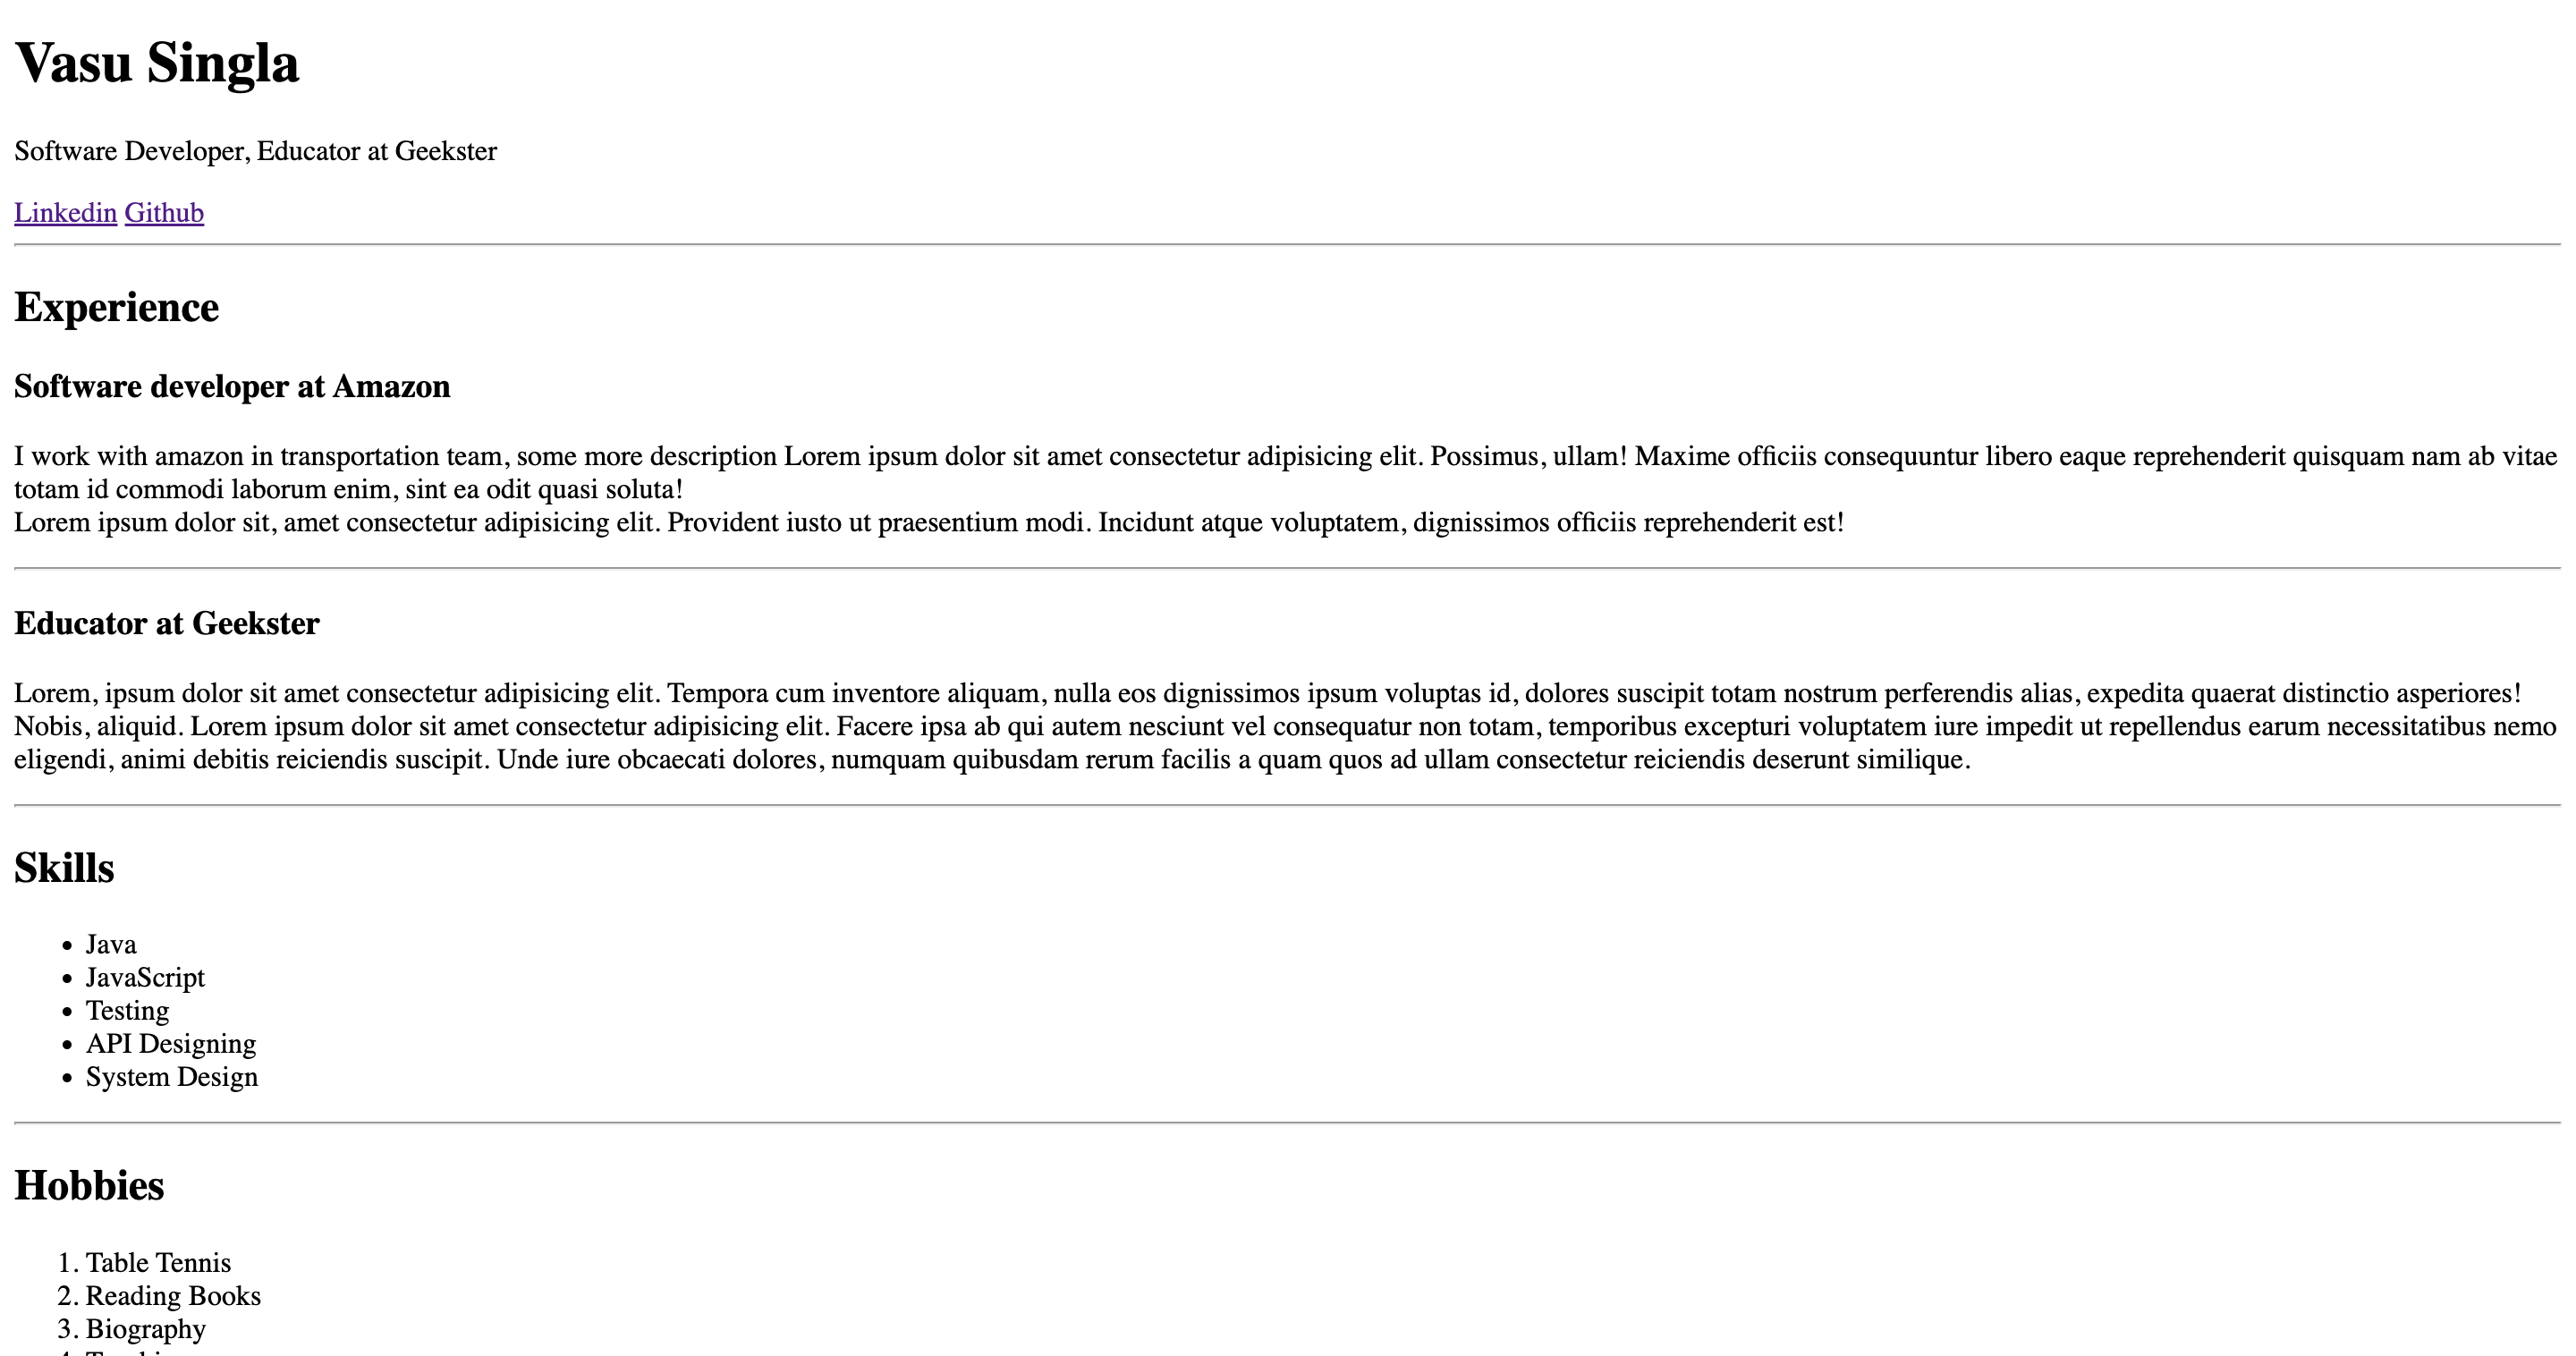 Vasu Singla
Software Developer, Educator at Geekster
Linkedin Github
Experience
Software developer at Amazon
I work with amazon in transportation team, some more description Lorem ipsum dolor sit amet consectetur adipisicing elit. Possimus, ullam! Maxime officiis consequuntur libero eaque reprehenderit quisquam nam ab vitae
totam id commodi laborum enim, sint ea odit quasi soluta!
Lorem ipsum dolor sit, amet consectetur adipisicing elit. Provident iusto ut praesentium modi. Incidunt atque voluptatem, dignissimos officiis reprehenderit est!
Educator at Geekster
Lorem, ipsum dolor sit amet consectetur adipisicing elit. Tempora cum inventore aliquam, nulla eos dignissimos ipsum voluptas id, dolores suscipit totam nostrum perferendis alias, expedita quaerat distinctio asperiores!
Nobis, aliquid. Lorem ipsum dolor sit amet consectetur adipisicing elit. Facere ipsa ab qui autem nesciunt vel consequatur non totam, temporibus excepturi voluptatem iure impedit ut repellendus earum necessitatibus nemo
eligendi, animi debitis reiciendis suscipit. Unde iure obcaecati dolores, numquam quibusdam rerum facilis a quam quos ad ullam consectetur reiciendis deserunt similique.
Skills
• Java
• JavaScript
• Testing
• API Designing
• System Design
Hobbies
1. Table Tennis
2. Reading Books
3. Biography